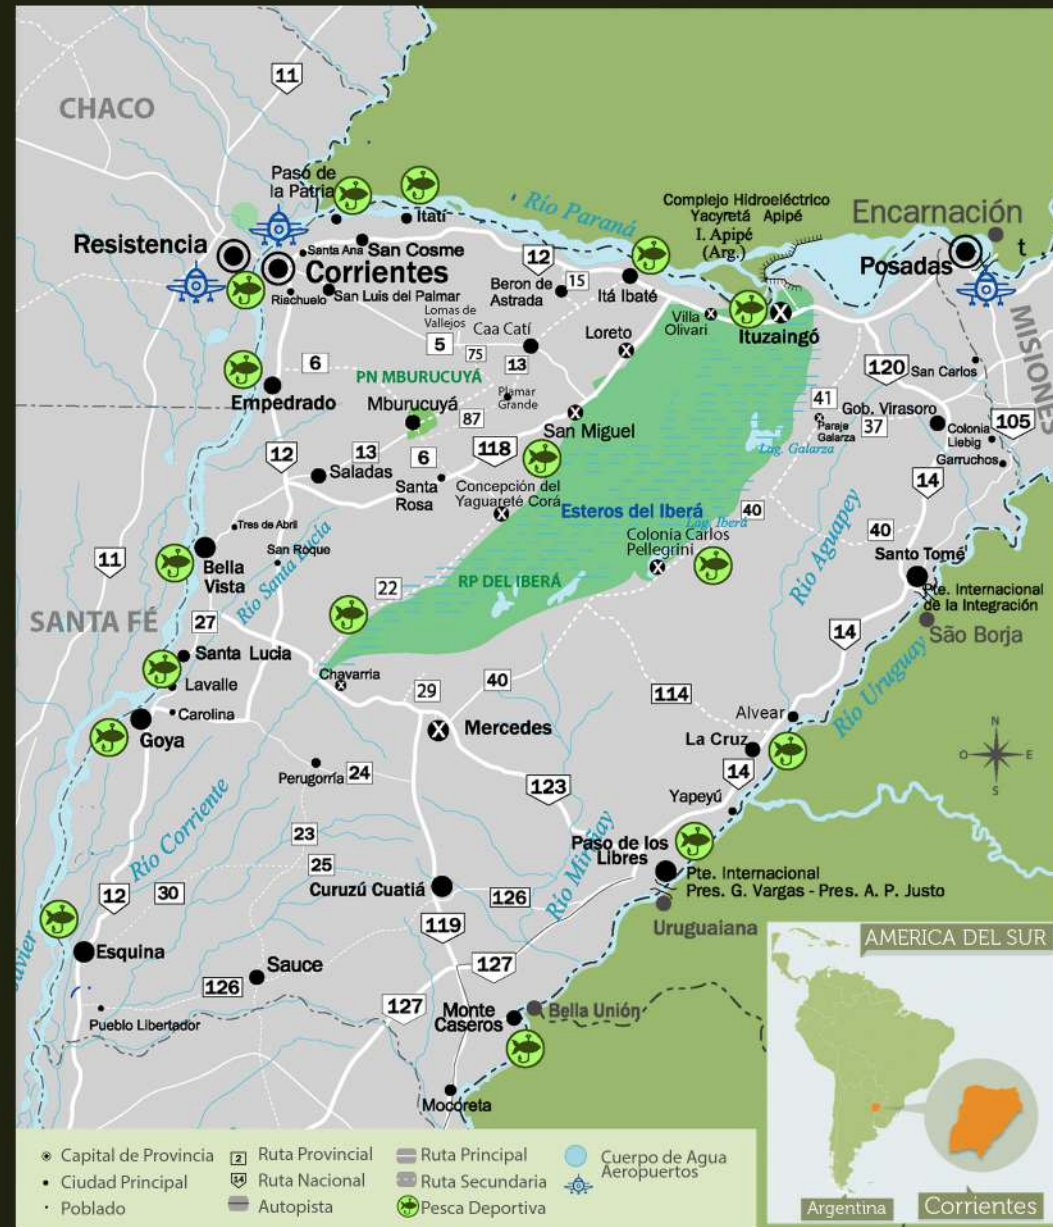 11
CHACO
Paso de
la Patria
Itatí
Río Paraná
Complejo Hidroeléctrico
Yacyretá Apipé
I. Apipé
(Arg.)
Encarnación
Resistencia
Santa Ana
San Cosme
12
Posadas
t
Corrientes
Riachuelo
San Luis del Palmar
Beron de
Astrada
15
Itá Ibaté
Lomas de
Vallejos
Villa
Olivari
Ituzaingó
MISIONES
5
Caa Catí
Loreto
75
6
13
120
San Carlos
PN MBURUCUYÁ
Empedrado
Mburucuyá
Plamar
Grande
87
41
Gob. Virasoro
105
San Miguel
Paraje
Galarza
37
Colonia
Liebig
Lag. Galarza
Garruchos
12
13
118
Saladas
6
Santa
Rosa
Concepción del
Yaguareté Corá
14
Esteros del Iberá
Lag. Iberá
40
Tres de Abril
Río Santa Lucía
Río Aguapey
40
11
San Roque
Colonia Carlos
Pellegrini
Santo Tomé
Bella
Vista
RP DEL IBERÁ
22
Pte. Internacional
de la Integración
SANTA FÉ
27
14
São Borja
Santa Lucia
Río Uruguay
Lavalle
Chavarria
29
40
114
Carolina
Alvear
Goya
Mercedes
La Cruz
N
O
E
S
Perugorría
24
123
14
Yapeyú
Río Corriente
23
Río Miriñay
Paso de los
Libres
25
Pte. Internacional
Pres. G. Vargas - Pres. A. P. Justo
12
30
Curuzú Cuatiá
126
Uruguaiana
119
Esquina
Sauce
127
126
127
Monte
Caseros
Bella Unión
Pueblo Libertador
Mocoreta
AMERICA DEL SUR
Argentina
Corrientes
Capital de Provincia
2
Ruta Provincial
Ruta Principal
Cuerpo de Agua
Ciudad Principal
14
Ruta Nacional
Ruta Secundaria
Aeropuertos
Poblado
Autopista
Pesca Deportiva